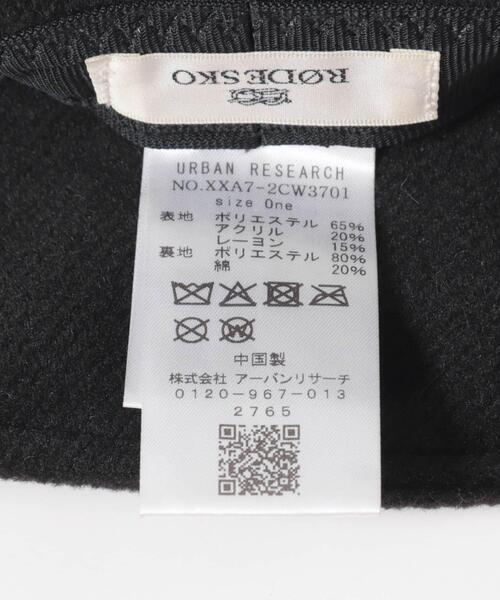 RØDESKO
URBAN RESEARCH
NO.XXA7-2CW3701
size One
表地 ポリエステル 65%
アクリル 20%
レーヨン 15%
裏地 ポリエステル 80%
綿 20%
中国製
株式会社 アーバンリサーチ
0120-967-013
2765